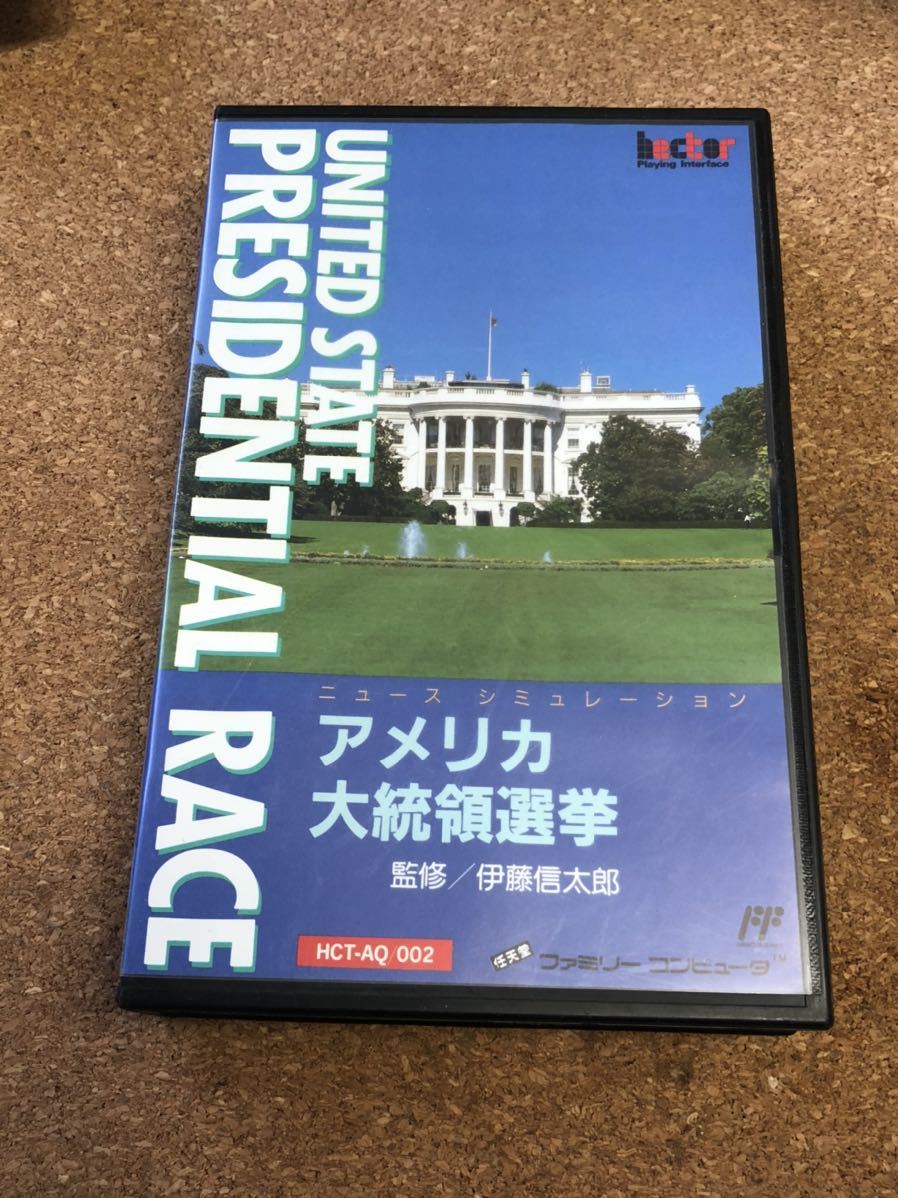 UNITED STATE
PRESIDENTIAL RACE
hector
Playing Interface
ニュース シミュレーション
アメリカ
大統領選挙
監修／伊藤信太郎
HCT-AQ/002
任天堂 ファミリーコンピュータ™